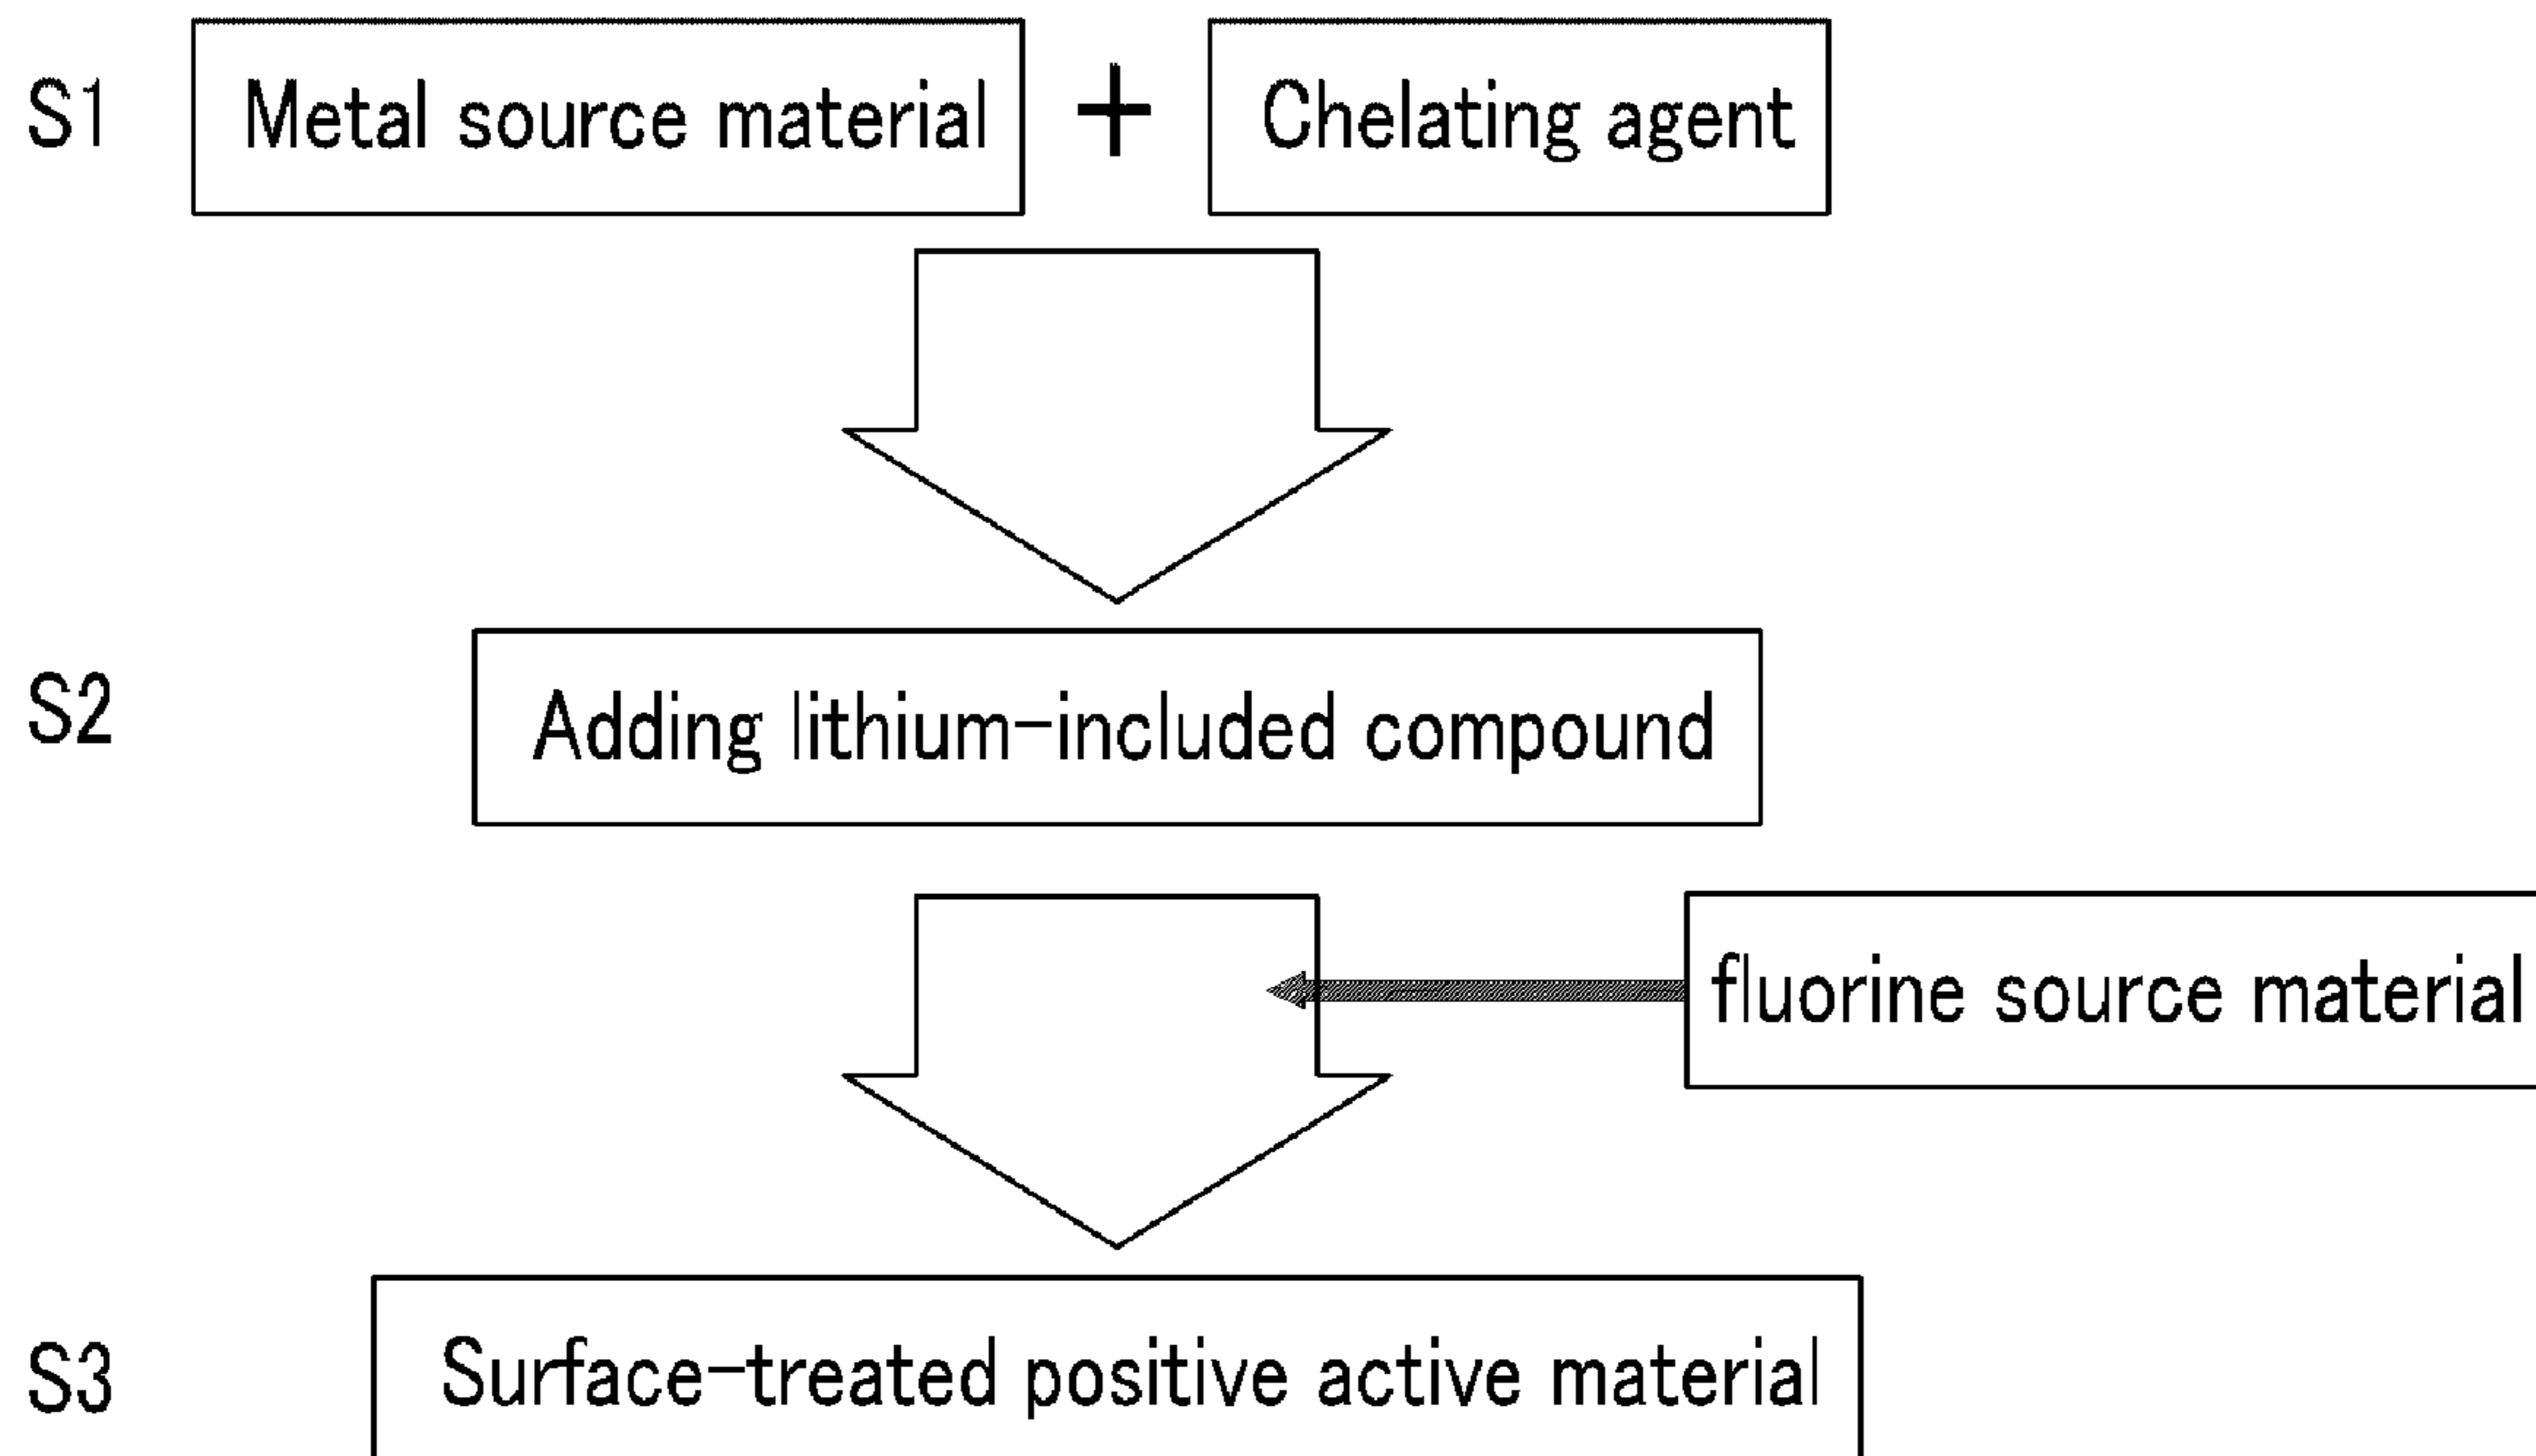 S1 Metal source material + Chelating agent
S2 Adding lithium-included compound
fluorine source material
S3 Surface-treated positive active material